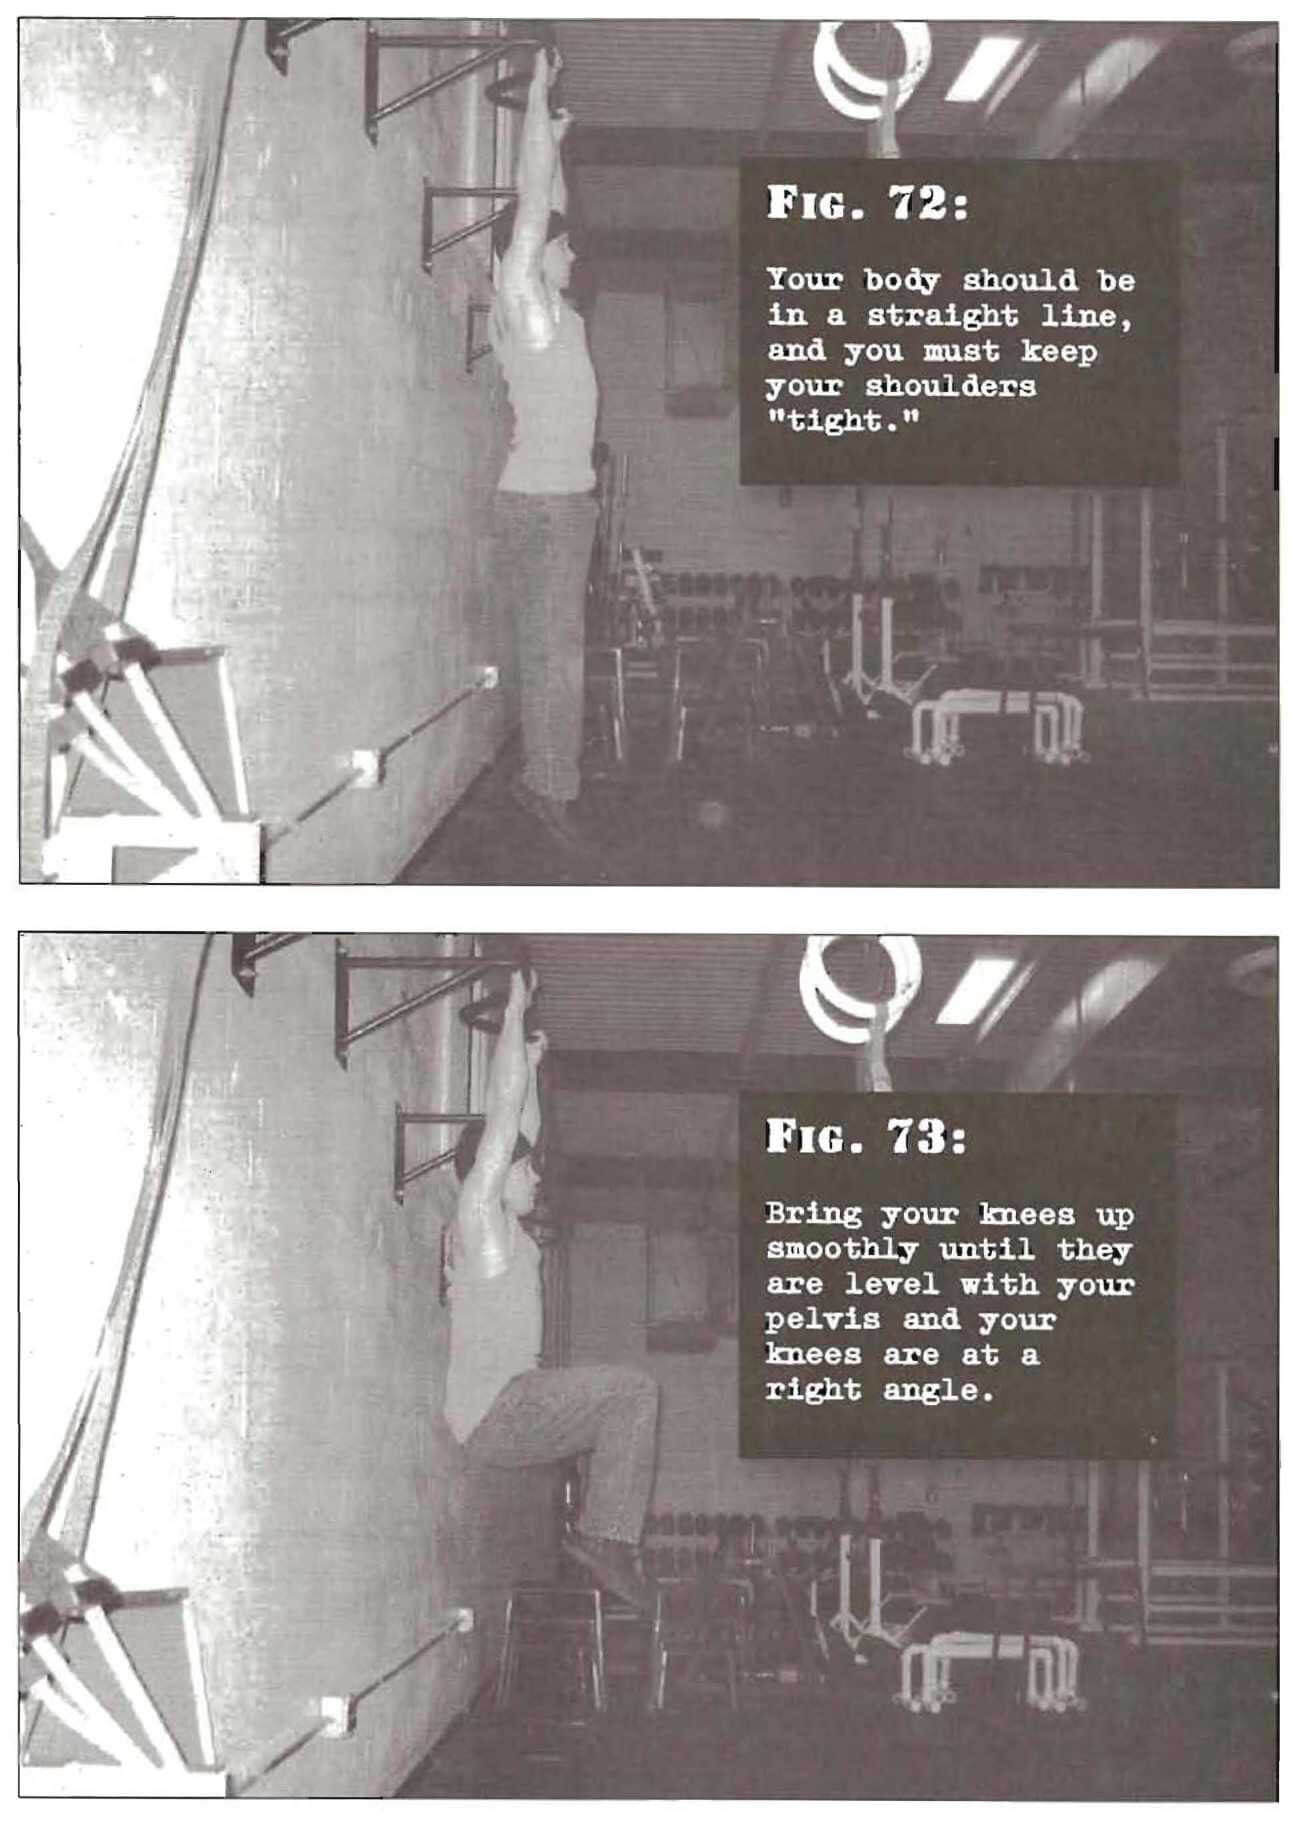 FIG. 72:
Your body should be
in a straight line,
and you must keep
your shoulders
"tight."
FIG. 73:
Bring your knees up
smoothly until they
are level with your
pelvis and your
knees are at a
right angle.